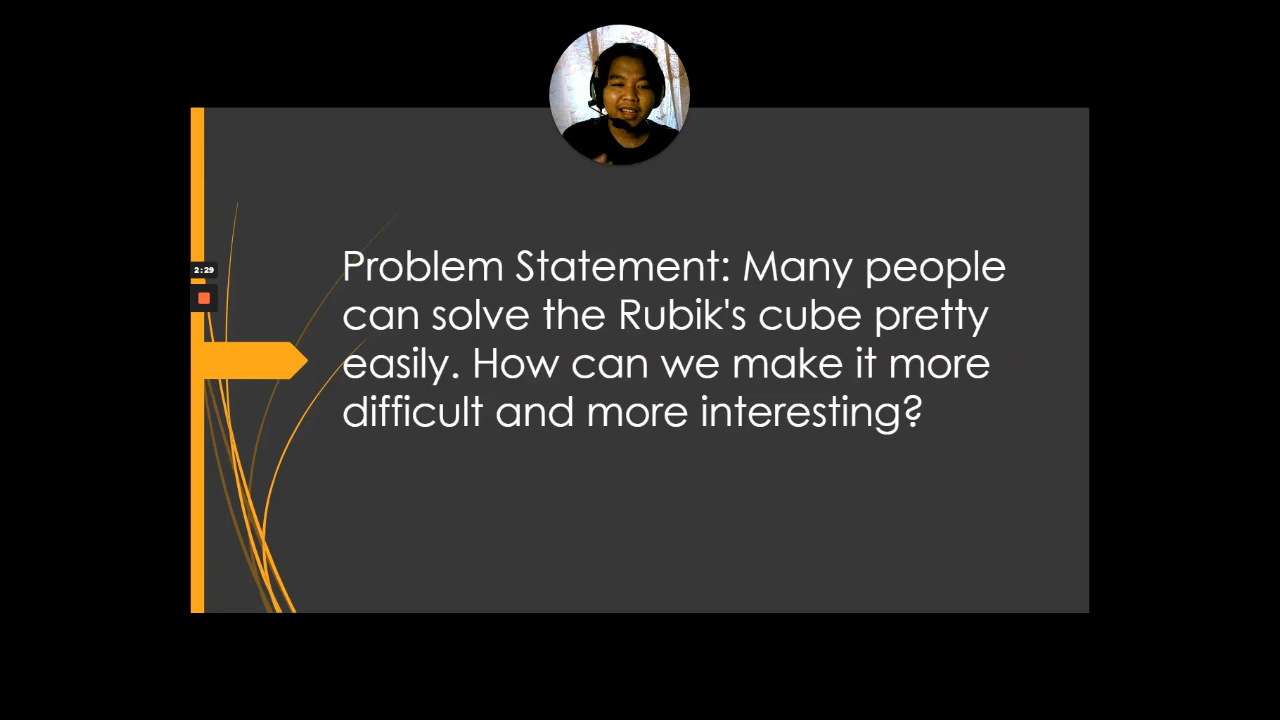 Problem Statement: Many people
can solve the Rubik's cube pretty
easily. How can we make it more
difficult and more interesting?
2:29